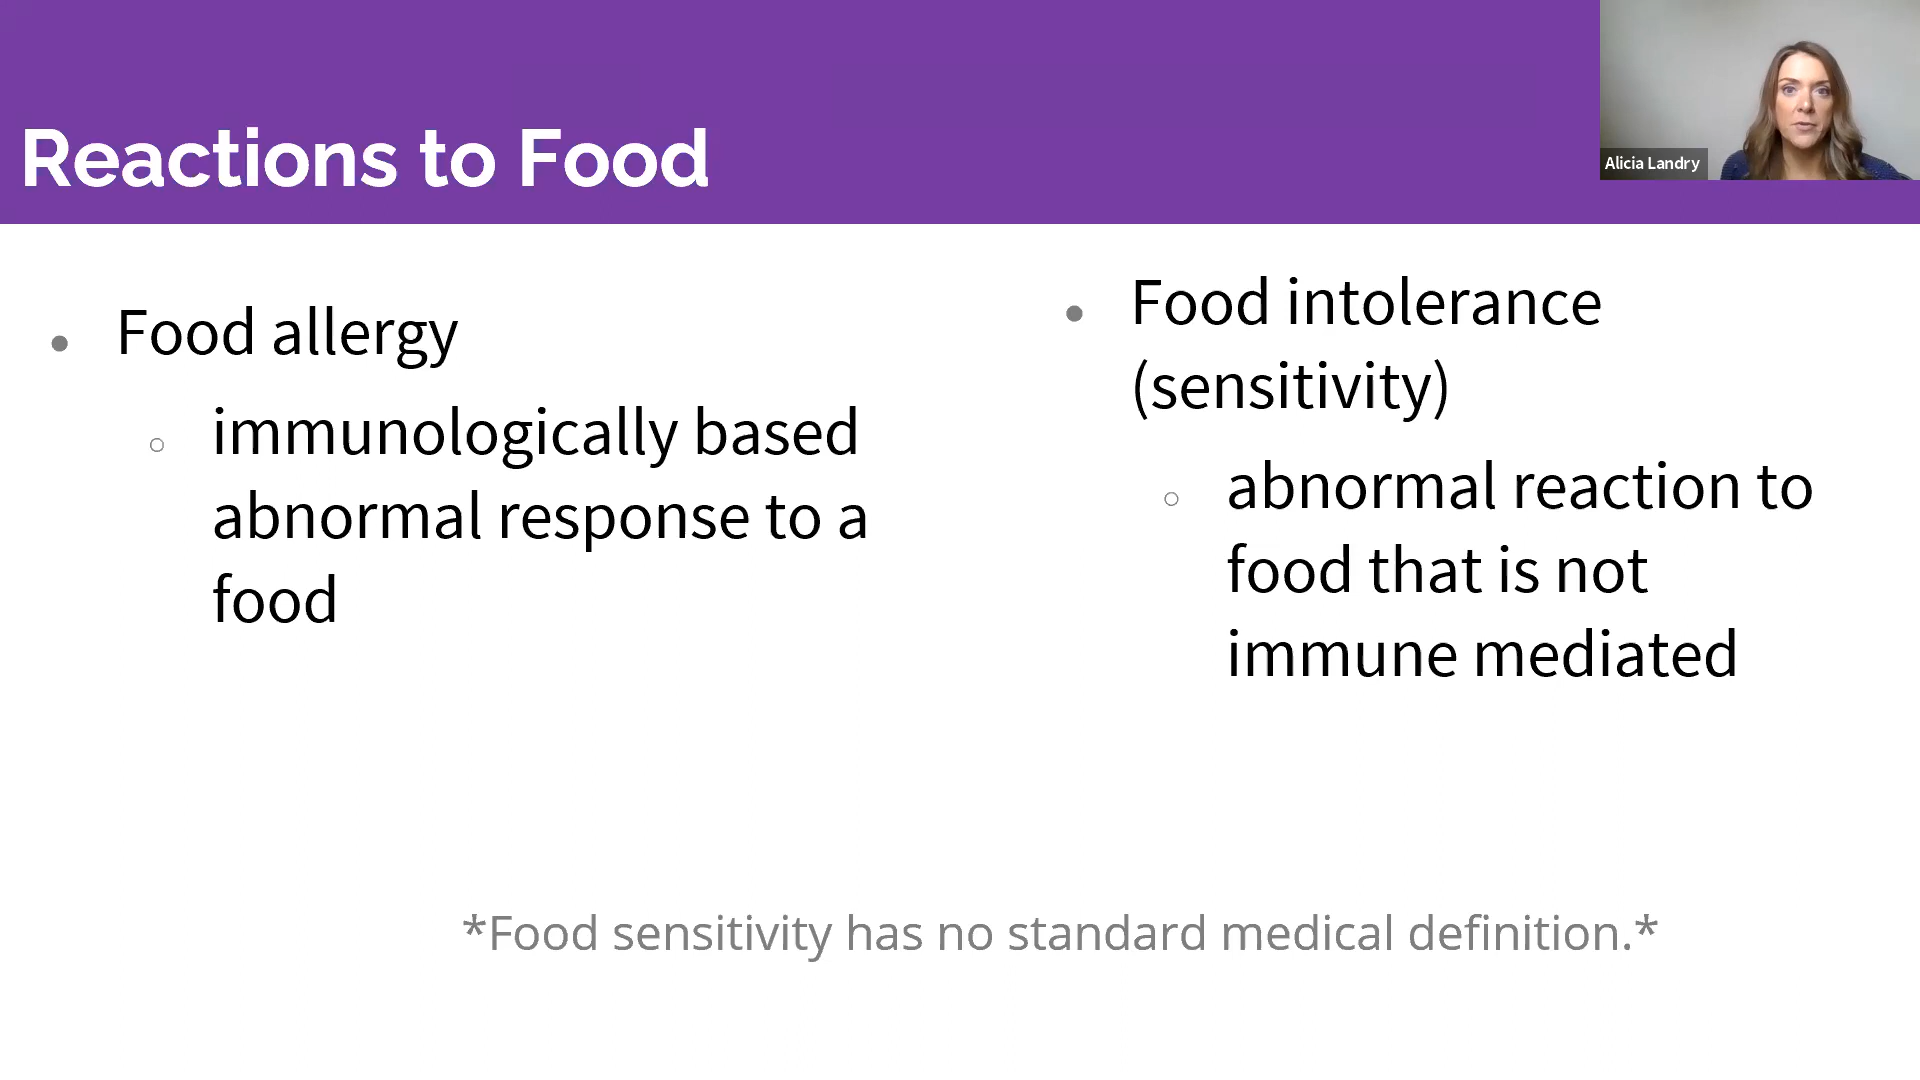 Reactions to Food
Alicia Landry
• Food allergy
○ immunologically based
abnormal response to a
food
• Food intolerance
(sensitivity)
○ abnormal reaction to
food that is not
immune mediated
*Food sensitivity has no standard medical definition.*